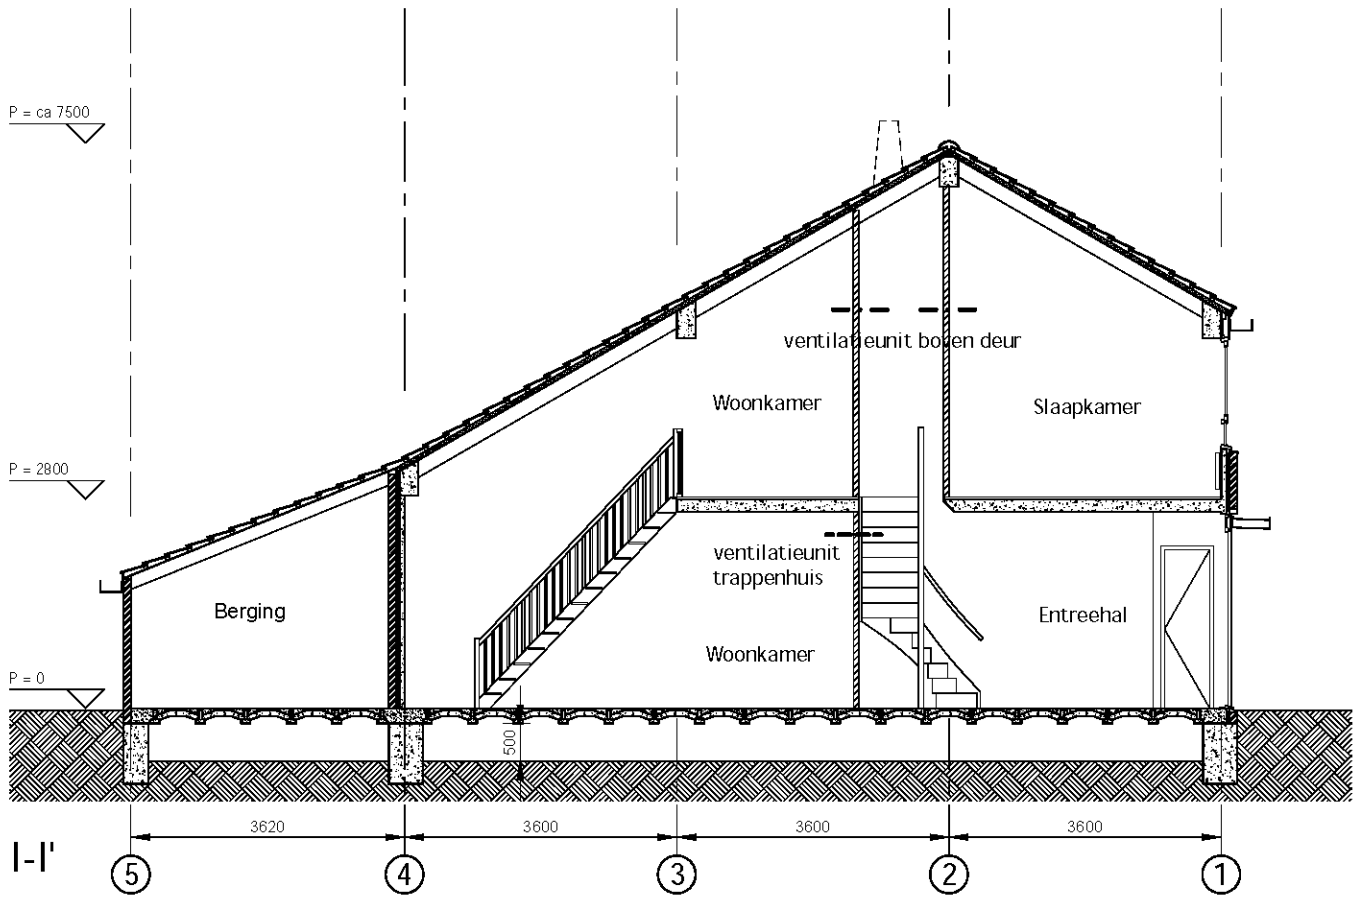 P = ca 7500
ventilatieunit boven deur
Woonkamer
Slaapkamer
P = 2800
ventilatieunit
trappenhuis
Berging
Entreehal
Woonkamer
P = 0
500
3620
3600
3600
3600
I-I'
5
4
3
2
1